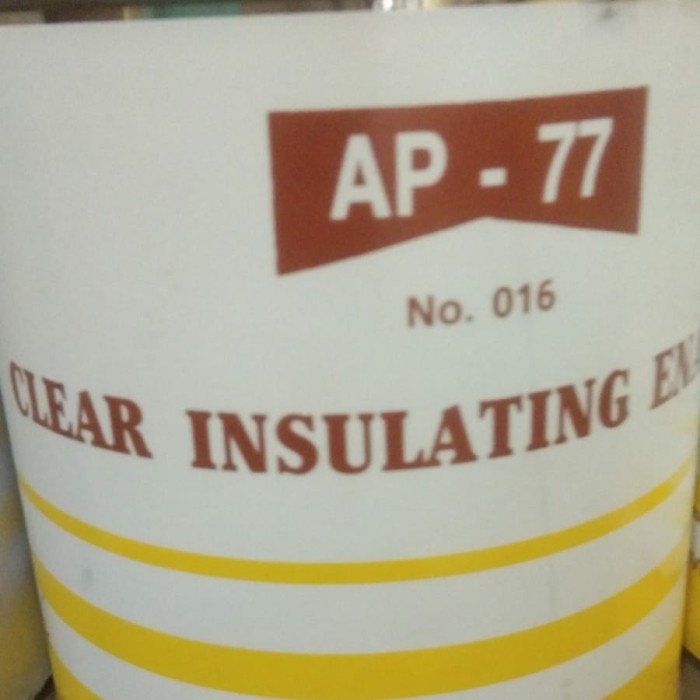 AP - 77
No. 016
CLEAR INSULATING